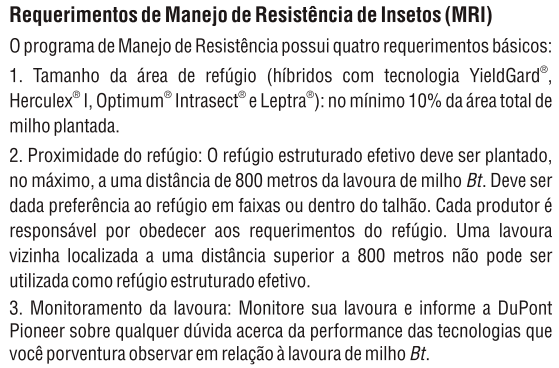 Requerimentos de Manejo de Resistência de Insetos (MRI)
O programa de Manejo de Resistência possui quatro requerimentos básicos:
1. Tamanho da área de refúgio (híbridos com tecnologia YieldGard®,
Herculex® I, Optimum® Intrasect® e Leptra®): no mínimo 10% da área total de
milho plantada.
2. Proximidade do refúgio: O refúgio estruturado efetivo deve ser plantado,
no máximo, a uma distância de 800 metros da lavoura de milho Bt. Deve ser
dada preferência ao refúgio em faixas ou dentro do talhão. Cada produtor é
responsável por obedecer aos requerimentos do refúgio. Uma lavoura
vizinha localizada a uma distância superior a 800 metros não pode ser
utilizada como refúgio estruturado efetivo.
3. Monitoramento da lavoura: Monitore sua lavoura e informe a DuPont
Pioneer sobre qualquer dúvida acerca da performance das tecnologias que
você porventura observar em relação à lavoura de milho Bt.